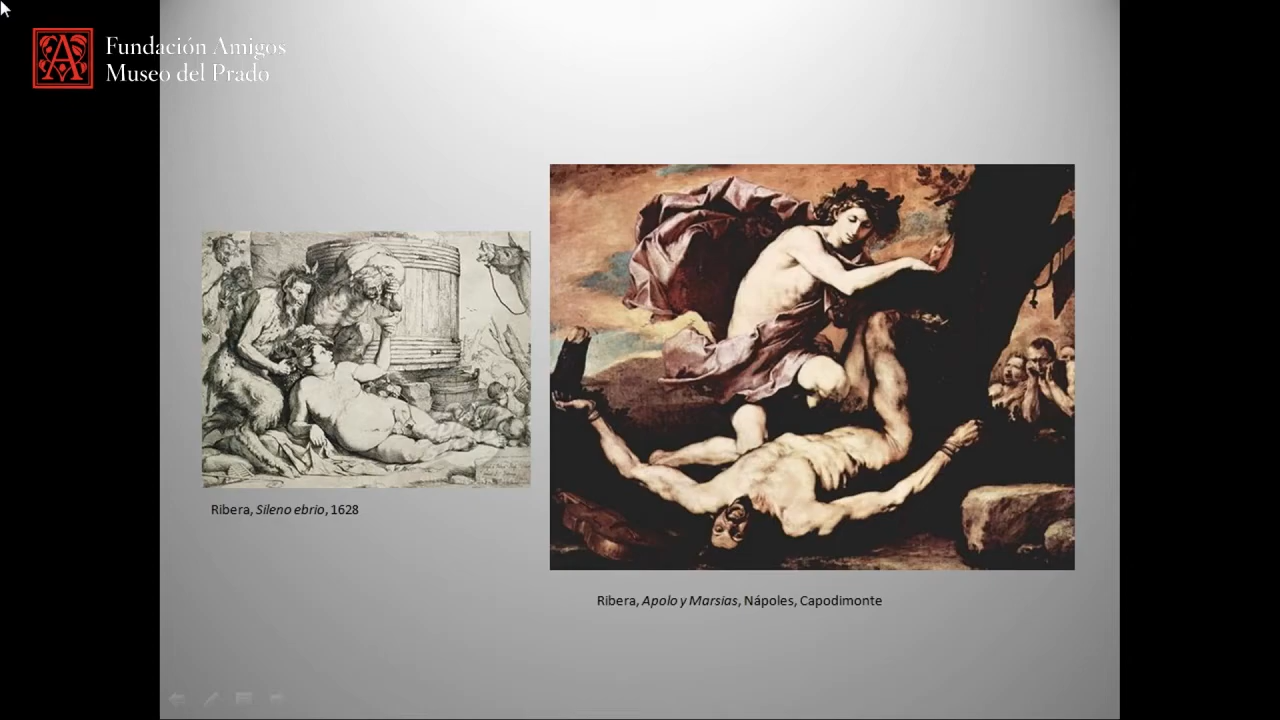 Fundación Amigos
Museo del Prado
Ribera, Sileno ebrio, 1628
Ribera, Apolo y Marsias, Nápoles, Capodimonte